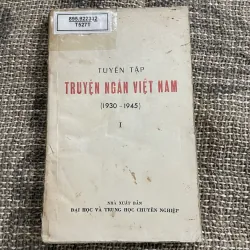 895.922332
T527T
TUYỂN TẬP
TRUYỆN NGẮN VIỆT NAM
(1930 - 1945)
I
NHÀ XUẤT BẢN
ĐẠI HỌC VÀ TRUNG HỌC CHUYÊN NGHIỆP